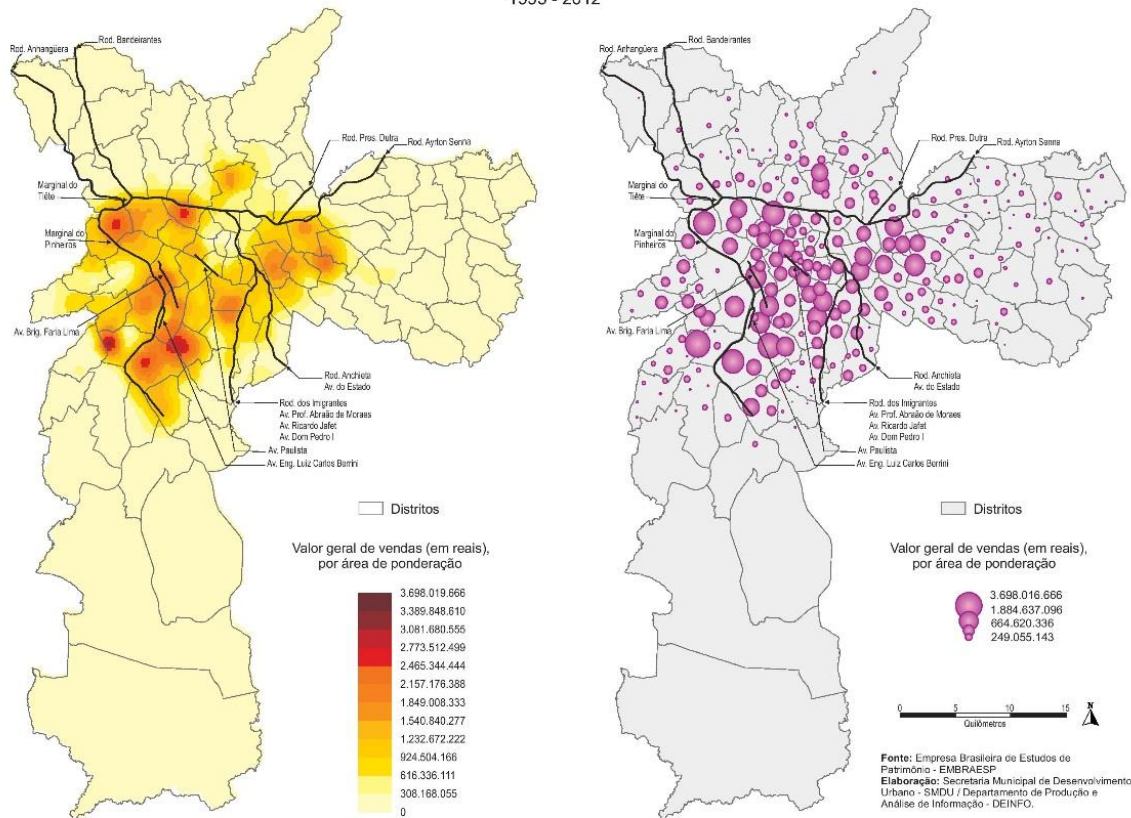 1995 - 2012
Rod. Bandeirantes
Rod. Anhangüera
Rod. Pres. Dutra
Rod. Ayrton Senna
Marginal do
Tiête
Marginal do
Pinheiros
Av. Brig. Faria Lima
Rod. Anchieta
Av. do Estado
Rod. dos Imigrantes
Av. Prof. Abraão de Moraes
Av. Ricardo Jafet
Av. Dom Pedro I
Av. Paulista
Av. Eng. Luiz Carlos Berrini
Distritos
Valor geral de vendas (em reais),
por área de ponderação
3.698.019.666
3.389.848.610
3.081.680.555
2.773.512.499
2.465.344.444
2.157.176.388
1.849.008.333
1.540.840.277
1.232.672.222
924.504.166
616.336.111
308.168.055
0
Rod. Bandeirantes
Rod. Anhangüera
Rod. Pres. Dutra
Rod. Ayrton Senna
Marginal do
Tiête
Marginal do
Pinheiros
Av. Brig. Faria Lima
Rod. Anchieta
Av. do Estado
Rod. dos Imigrantes
Av. Prof. Abraão de Moraes
Av. Ricardo Jafet
Av. Dom Pedro I
Av. Paulista
Av. Eng. Luiz Carlos Berrini
Distritos
Valor geral de vendas (em reais),
por área de ponderação
3.698.016.666
1.884.637.096
664.620.336
249.055.143
0 5 10 15
Quilômetros
N
Fonte: Empresa Brasileira de Estudos de
Patrimônio - EMBRAESP
Elaboração: Secretaria Municipal de Desenvolvimento
Urbano - SMDU / Departamento de Produção e
Análise de Informação - DEINFO.